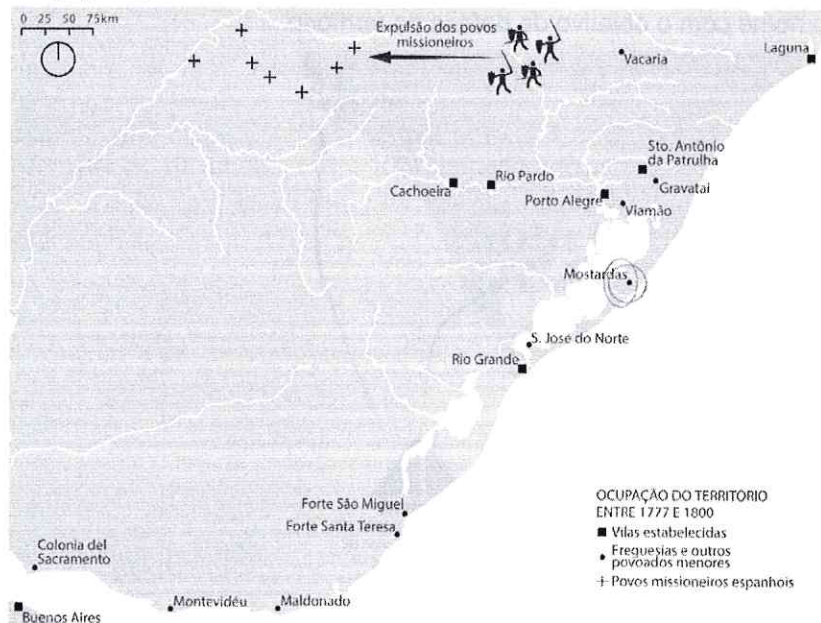 0 25 50 75km
Expulsão dos povos
missioneiros
Vacaria
Laguna
Sto. Antônio
da Patrulha
Rio Pardo
Cachoeira
Gravataí
Porto Alegre
Viamão
Mostardas
S. José do Norte
Rio Grande
Forte São Miguel
Forte Santa Teresa
Colonia del
Sacramento
Montevidéu
Maldonado
Buenos Aires
OCUPAÇÃO DO TERRITÓRIO
ENTRE 1777 E 1800
Vilas estabelecidas
Freguesias e outros
povoados menores
Povos missioneiros espanhois